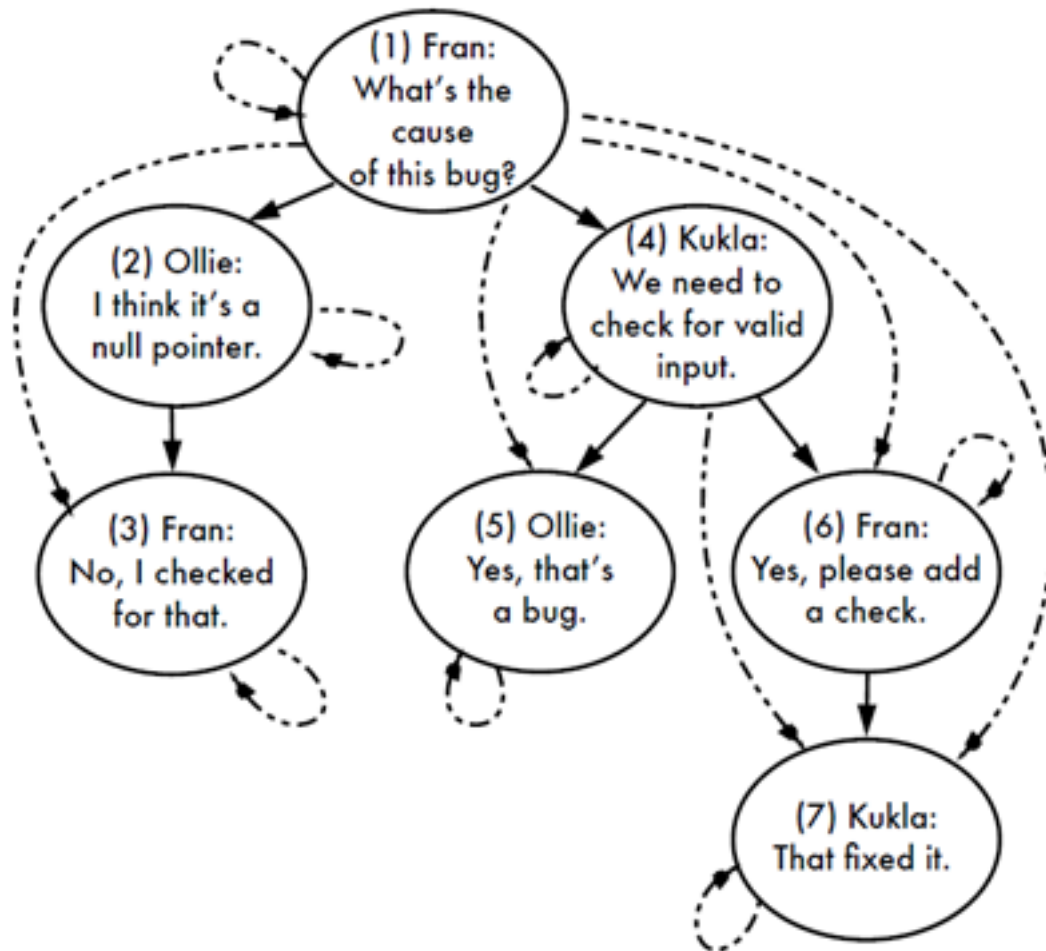 (1) Fran:
What's the
cause
of this bug?
(2) Ollie:
I think it's a
null pointer.
(4) Kukla:
We need to
check for valid
input.
(3) Fran:
No, I checked
for that.
(5) Ollie:
Yes, that's
a bug.
(6) Fran:
Yes, please add
a check.
(7) Kukla:
That fixed it.